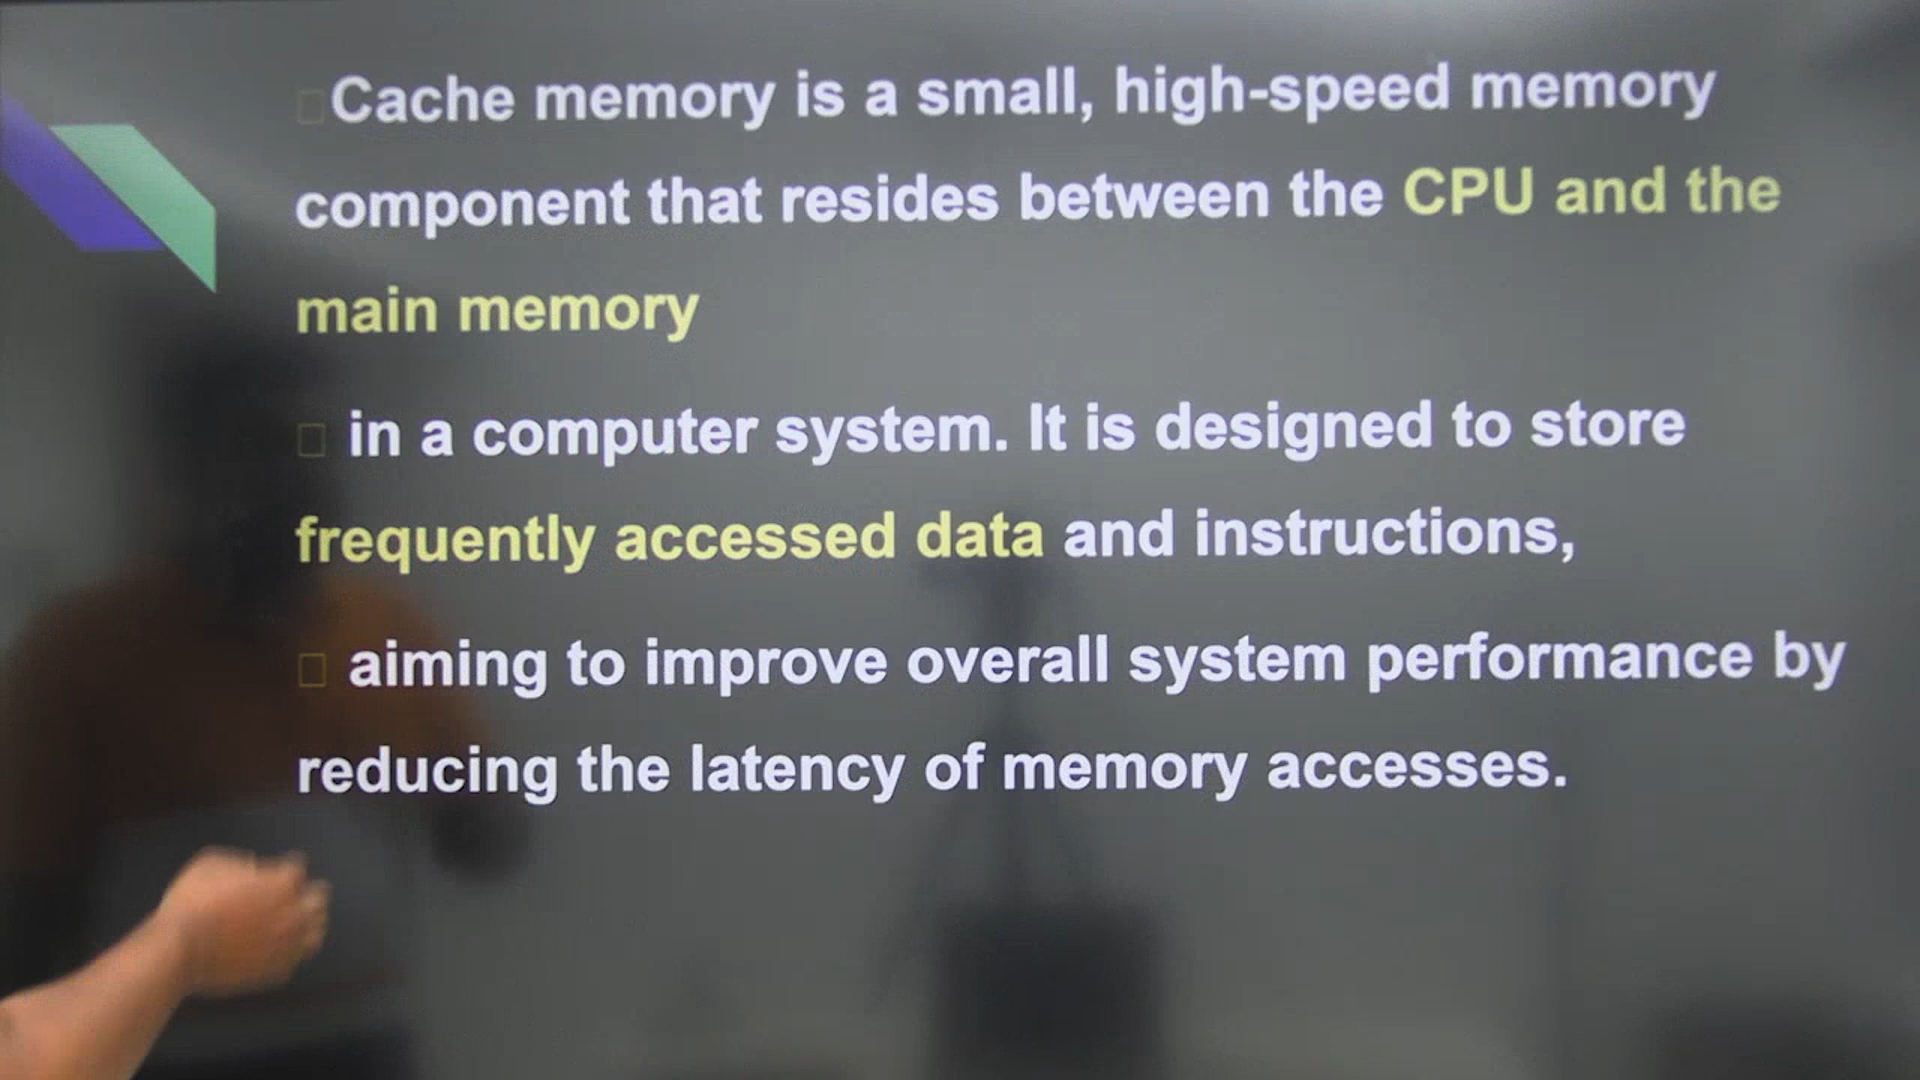 Cache memory is a small, high-speed memory
component that resides between the CPU and the
main memory
in a computer system. It is designed to store
frequently accessed data and instructions,
aiming to improve overall system performance by
reducing the latency of memory accesses.